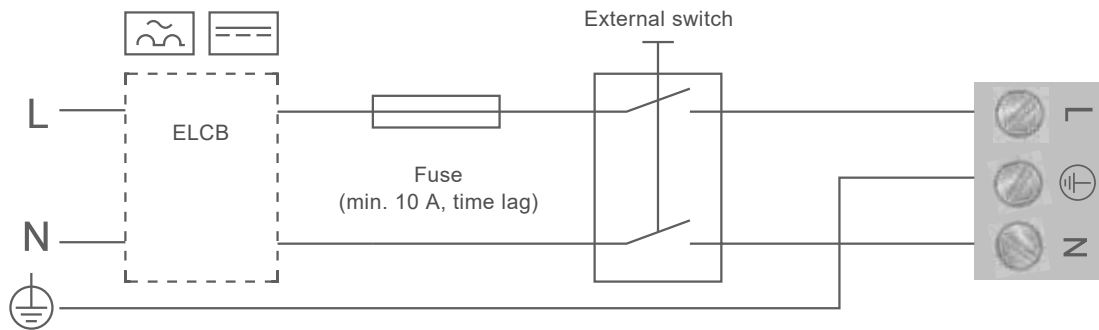 External switch
L
ELCB
Fuse
(min. 10 A, time lag)
N
L
N